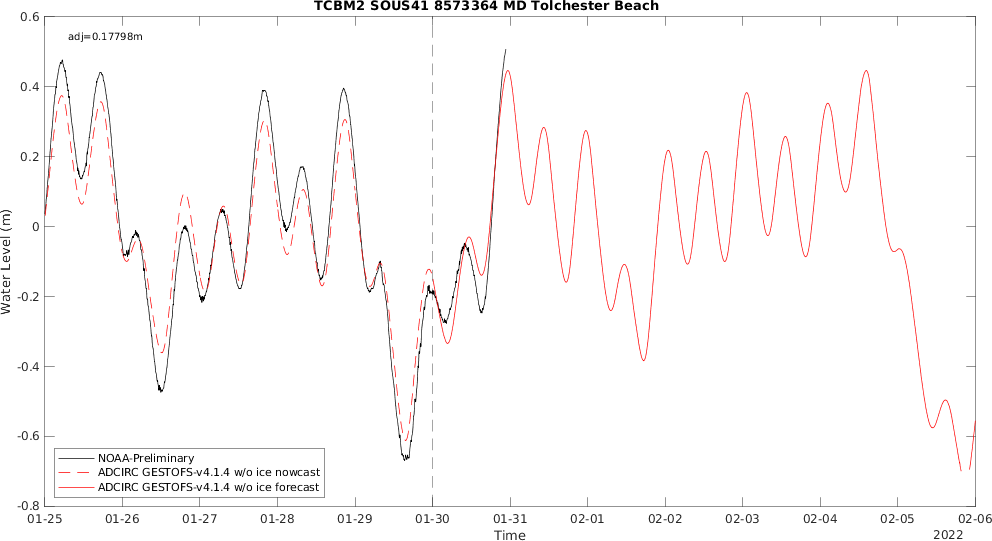 TCBM2 SOUS41 8573364 MD Tolchester Beach
adj=0.17798m
Water Level (m)
0.6
0.4
0.2
0
-0.2
-0.4
-0.6
-0.8
NOAA-Preliminary
ADCIRC GESTOFS-v4.1.4 w/o ice nowcast
ADCIRC GESTOFS-v4.1.4 w/o ice forecast
01-25 01-26 01-27 01-28 01-29 01-30 01-31 02-01 02-02 02-03 02-04 02-05 02-06
Time
2022